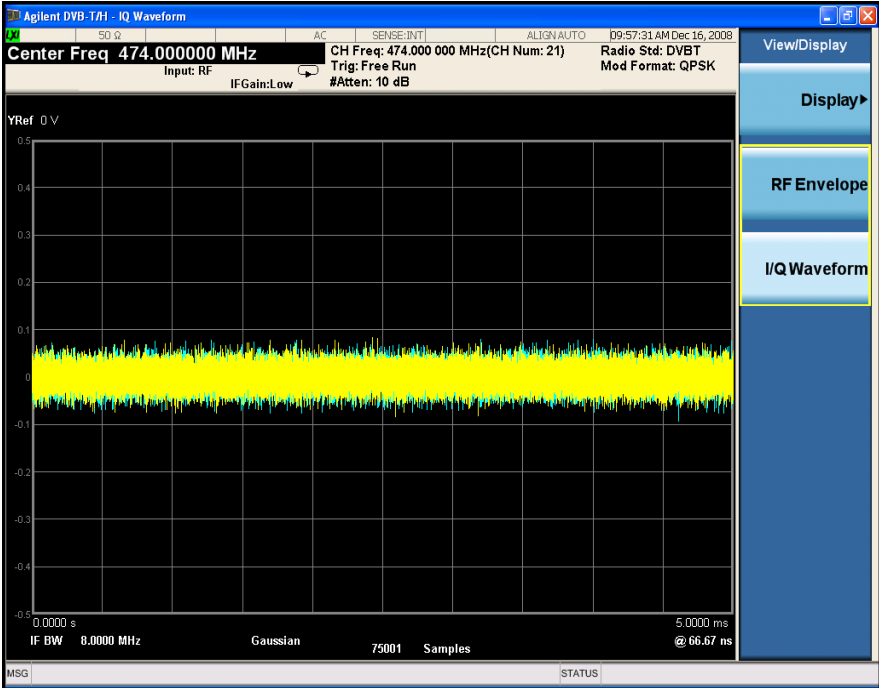 Agilent DVB-T/H - IQ Waveform
LXI 50 Ω AC SENSE:INT ALIGN AUTO 09:57:31 AM Dec 16, 2008
Center Freq 474.000000 MHz
Input: RF
IFGain:Low
CH Freq: 474.000 000 MHz(CH Num: 21)
Trig: Free Run
#Atten: 10 dB
Radio Std: DVBT
Mod Format: QPSK
View/Display
Display
RF Envelope
I/Q Waveform
YRef 0 V
0.5
0.4
0.3
0.2
0.1
0
-0.1
-0.2
-0.3
-0.4
-0.5
0.0000 s 5.0000 ms
IF BW 8.0000 MHz Gaussian 75001 Samples @ 66.67 ns
MSG STATUS